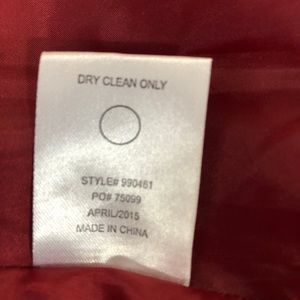 DRY CLEAN ONLY
STYLE# 990461
PO# 75099
APRIL/2015
MADE IN CHINA